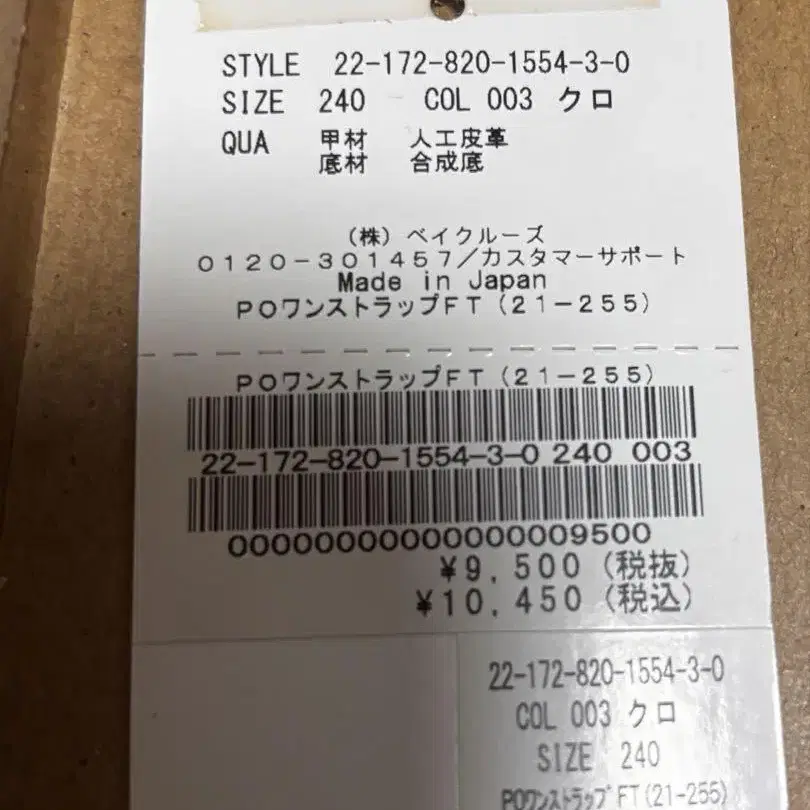 STYLE 22-172-820-1554-3-0
SIZE 240 COL 003 クロ
QUA 甲材 人工皮革
底材 合成底
(株) ベイクルーズ
０１２０－３０１４５７／カスタマーサポート
Made in Japan
ＰＯワンストラップＦＴ（２１－２５５）
ＰＯワンストラップＦＴ（２１－２５５）
22-172-820-1554-3-0 240 003
00000000000000009500
¥9,500 (税抜)
¥10,450 (税込)
22-172-820-1554-3-0
COL 003 クロ
SIZE 240
POワンストラップFT(21-255)